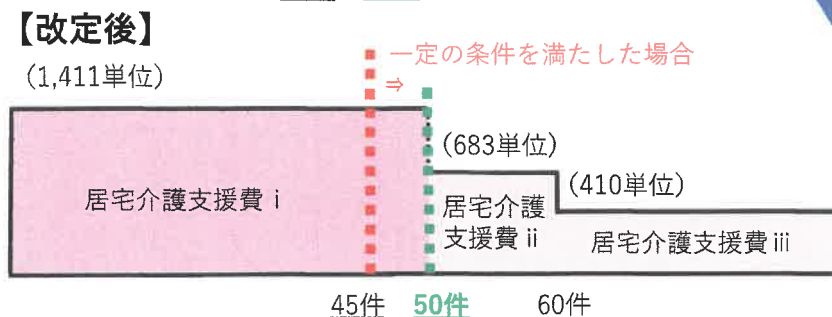 【改定後】
一定の条件を満たした場合
⇒
(1,411単位)
(683単位)
(410単位)
居宅介護支援費 i
居宅介護
支援費 ii
居宅介護支援費 iii
45件
50件
60件